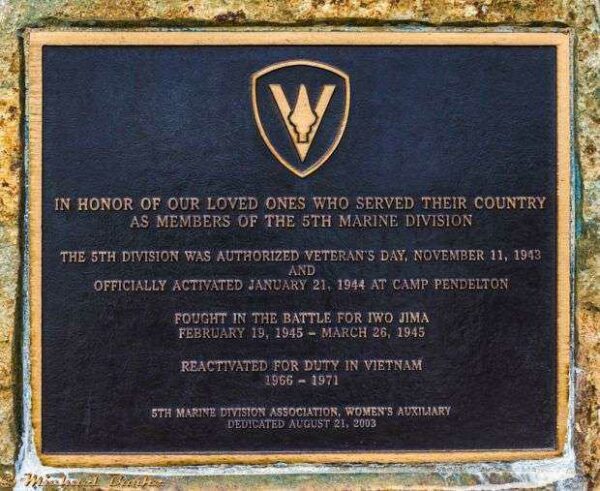 IN HONOR OF OUR LOVED ONES WHO SERVED THEIR COUNTRY
AS MEMBERS OF THE 5TH MARINE DIVISION
THE 5TH DIVISION WAS AUTHORIZED VETERAN'S DAY, NOVEMBER 11, 1943
AND
OFFICIALLY ACTIVATED JANUARY 21, 1944 AT CAMP PENDELTON
FOUGHT IN THE BATTLE FOR IWO JIMA
FEBRUARY 19, 1945 – MARCH 26, 1945
REACTIVATED FOR DUTY IN VIETNAM
1966 – 1971
5TH MARINE DIVISION ASSOCIATION, WOMEN'S AUXILIARY
DEDICATED AUGUST 21, 2003